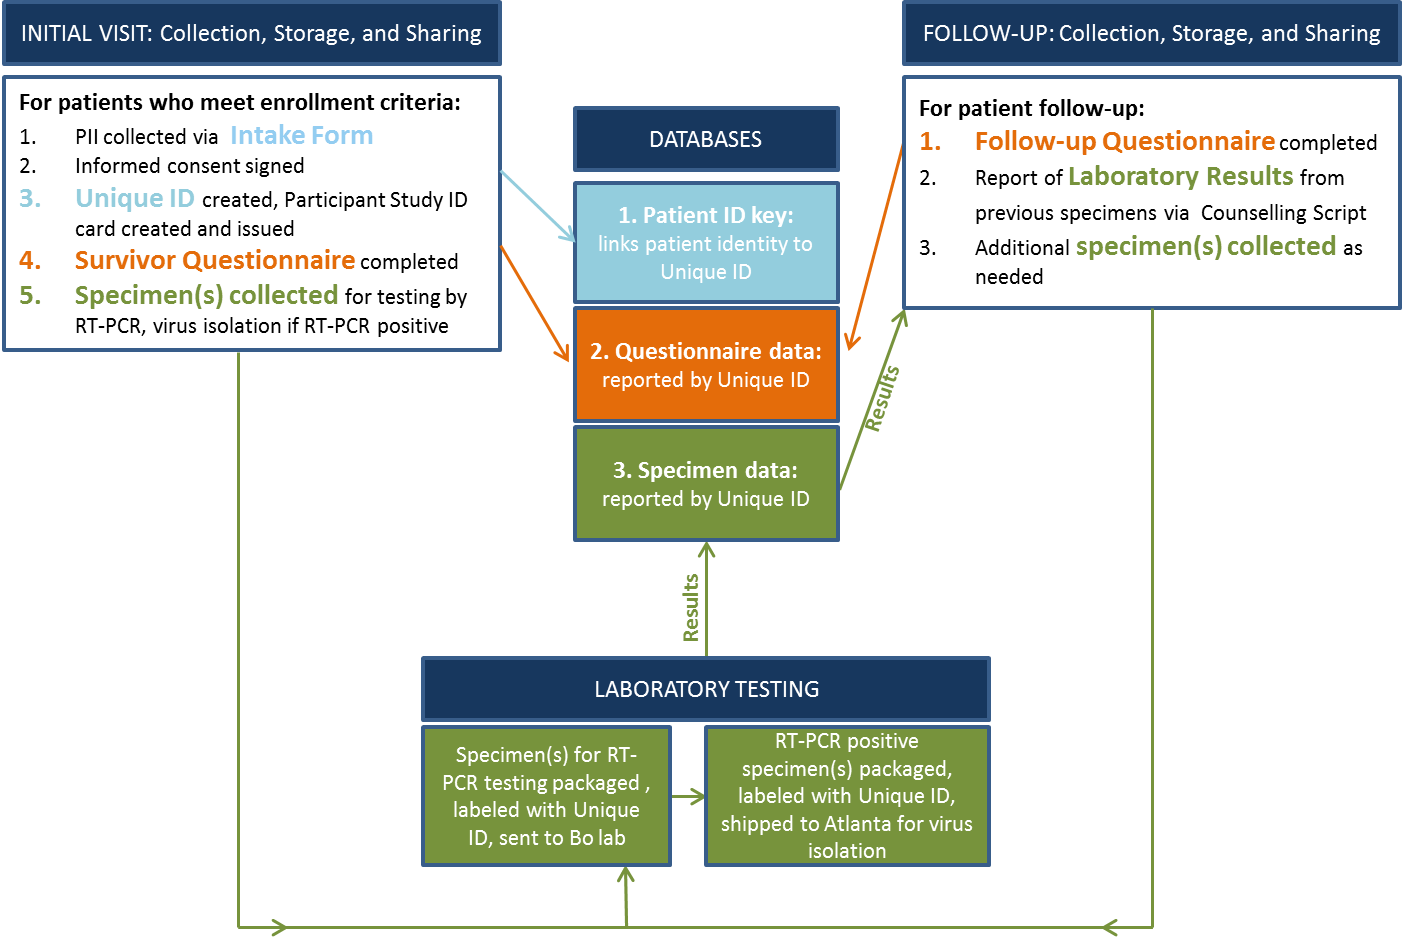 INITIAL VISIT: Collection, Storage, and Sharing
For patients who meet enrollment criteria:
1. PII collected via Intake Form
2. Informed consent signed
3. Unique ID created, Participant Study ID
card created and issued
4. Survivor Questionnaire completed
5. Specimen(s) collected for testing by
RT-PCR, virus isolation if RT-PCR positive
DATABASES
1. Patient ID key:
links patient identity to
Unique ID
2. Questionnaire data:
reported by Unique ID
3. Specimen data:
reported by Unique ID
FOLLOW-UP: Collection, Storage, and Sharing
For patient follow-up:
1. Follow-up Questionnaire completed
2. Report of Laboratory Results from
previous specimens via Counselling Script
3. Additional specimen(s) collected as
needed
Results
Results
LABORATORY TESTING
Specimen(s) for RT-
PCR testing packaged ,
labeled with Unique
ID, sent to Bo lab
RT-PCR positive
specimen(s) packaged,
labeled with Unique ID,
shipped to Atlanta for virus
isolation